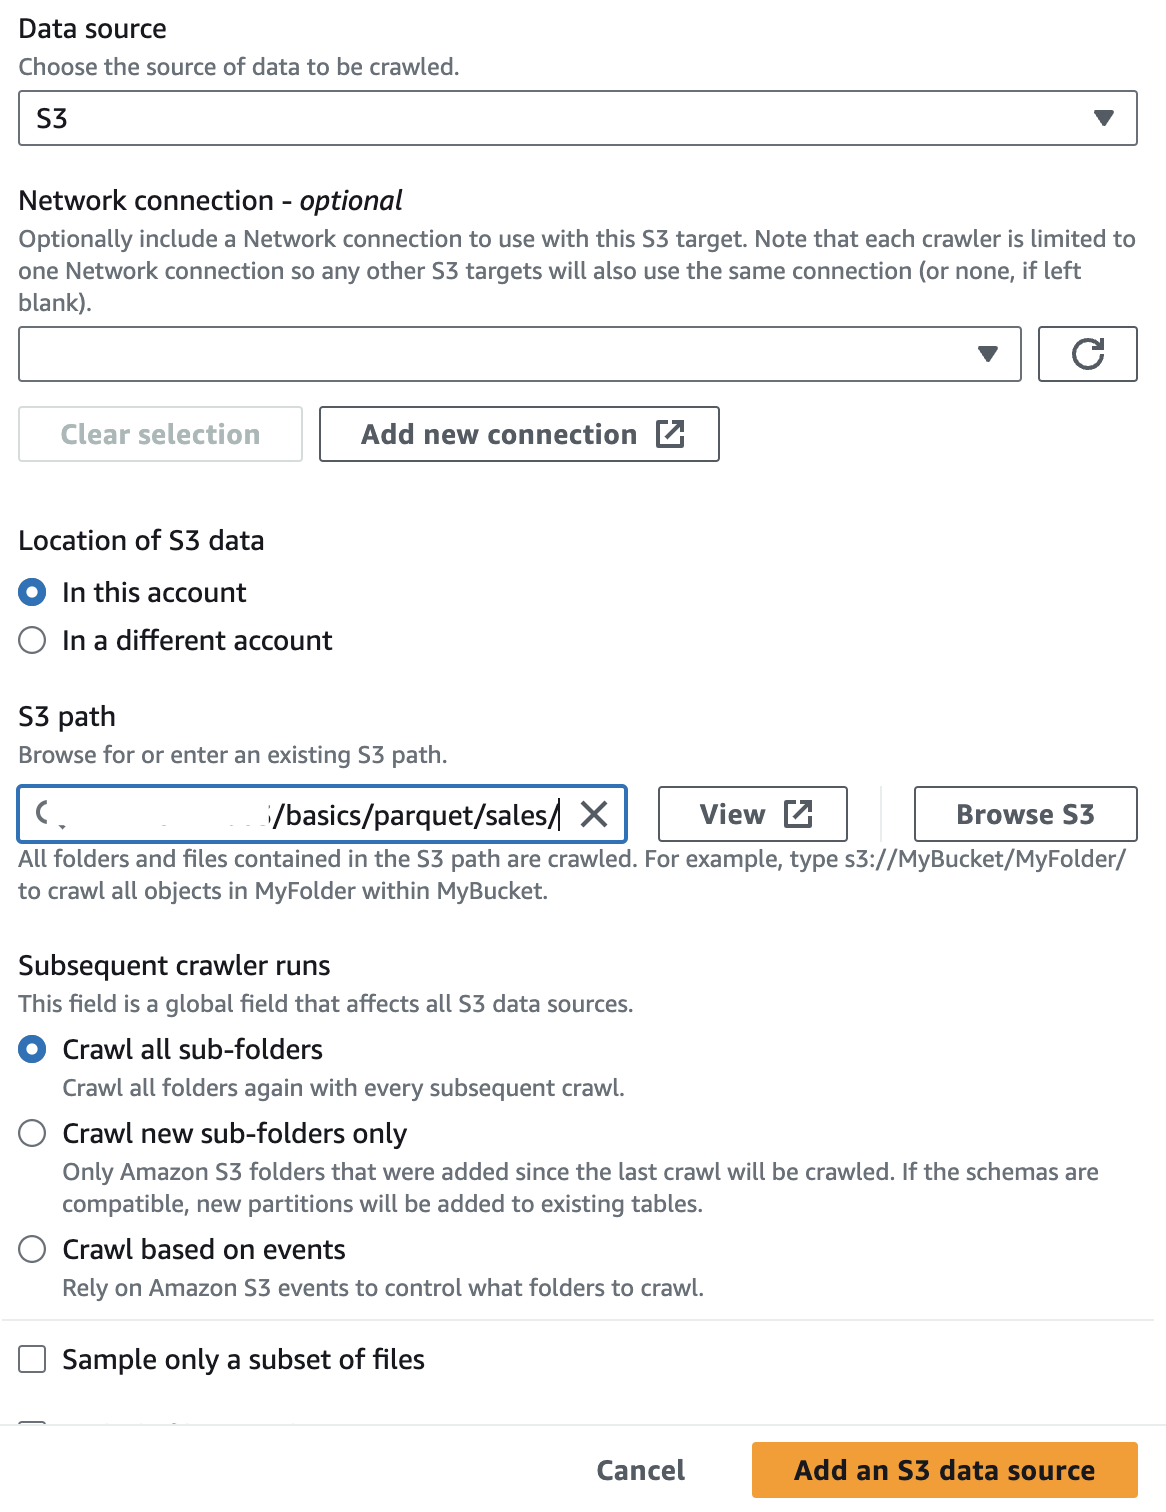 Data source
Choose the source of data to be crawled.
S3
Network connection - optional
Optionally include a Network connection to use with this S3 target. Note that each crawler is limited to
one Network connection so any other S3 targets will also use the same connection (or none, if left
blank).
Clear selection
Add new connection
Location of S3 data
In this account
In a different account
S3 path
Browse for or enter an existing S3 path.
/basics/parquet/sales/
View
Browse S3
All folders and files contained in the S3 path are crawled. For example, type s3://MyBucket/MyFolder/
to crawl all objects in MyFolder within MyBucket.
Subsequent crawler runs
This field is a global field that affects all S3 data sources.
Crawl all sub-folders
Crawl all folders again with every subsequent crawl.
Crawl new sub-folders only
Only Amazon S3 folders that were added since the last crawl will be crawled. If the schemas are
compatible, new partitions will be added to existing tables.
Crawl based on events
Rely on Amazon S3 events to control what folders to crawl.
Sample only a subset of files
Cancel
Add an S3 data source